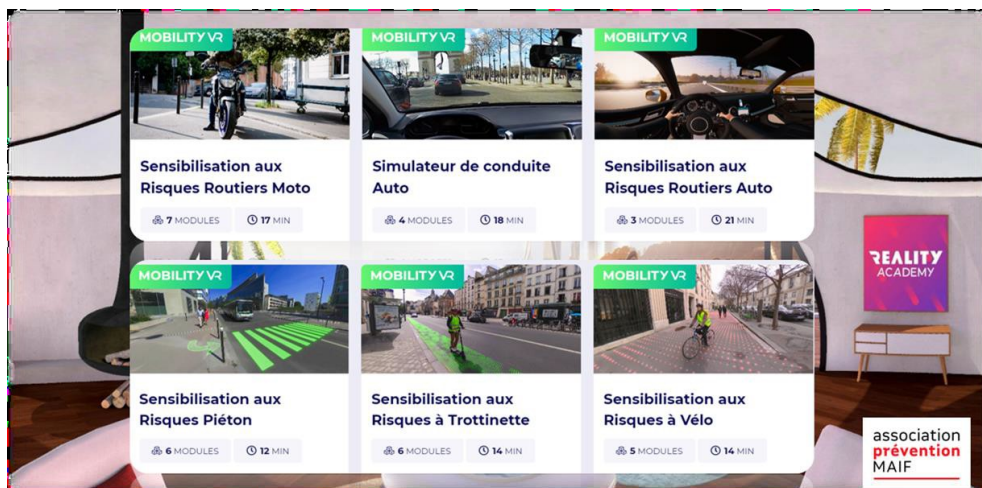 MOBILITY VR
MOBILITY VR
MOBILITY VR
Sensibilisation aux
Risques Routiers Moto
7 MODULES
17 MIN
Simulateur de conduite
Auto
4 MODULES
18 MIN
Sensibilisation aux
Risques Routiers Auto
3 MODULES
21 MIN
REALITY
ACADEMY
MOBILITY VR
MOBILITY VR
MOBILITY VR
Sensibilisation aux
Risques Piéton
6 MODULES
12 MIN
Sensibilisation aux
Risques à Trottinette
6 MODULES
14 MIN
Sensibilisation aux
Risques à Vélo
5 MODULES
14 MIN
association
prévention
MAIF